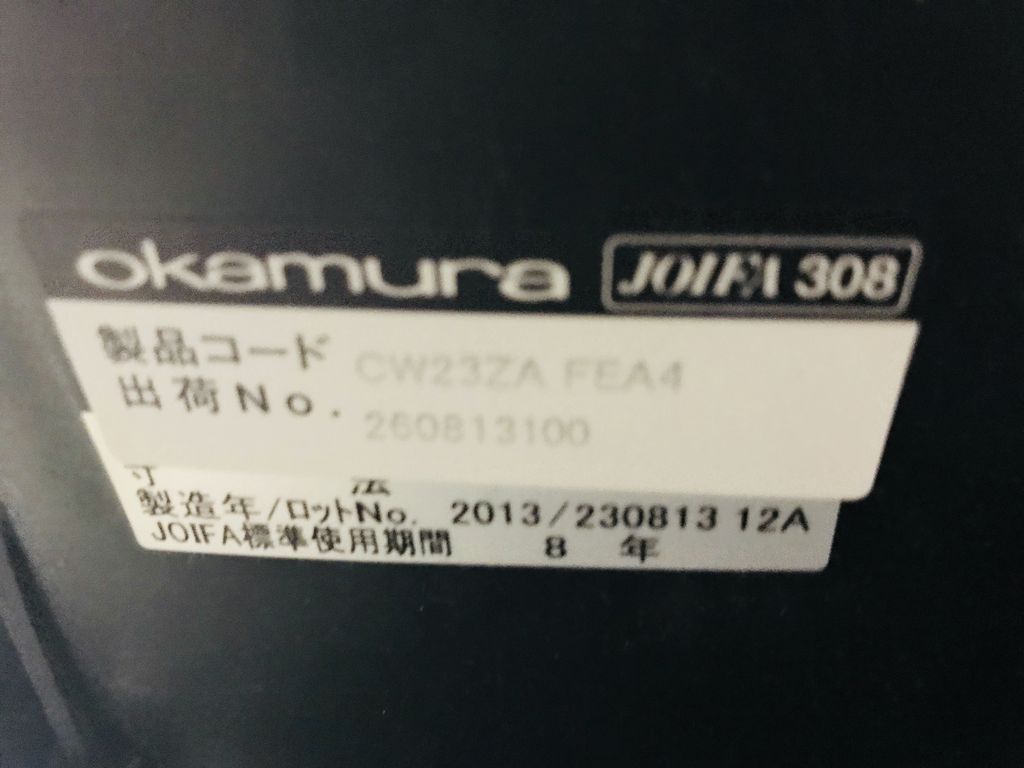 okamura JOIFA 308
製品コード CW23ZA FEA4
出荷No. 260813100
寸 法
製造年/ロットNo. 2013/230813 12A
JOIFA標準使用期間 8 年